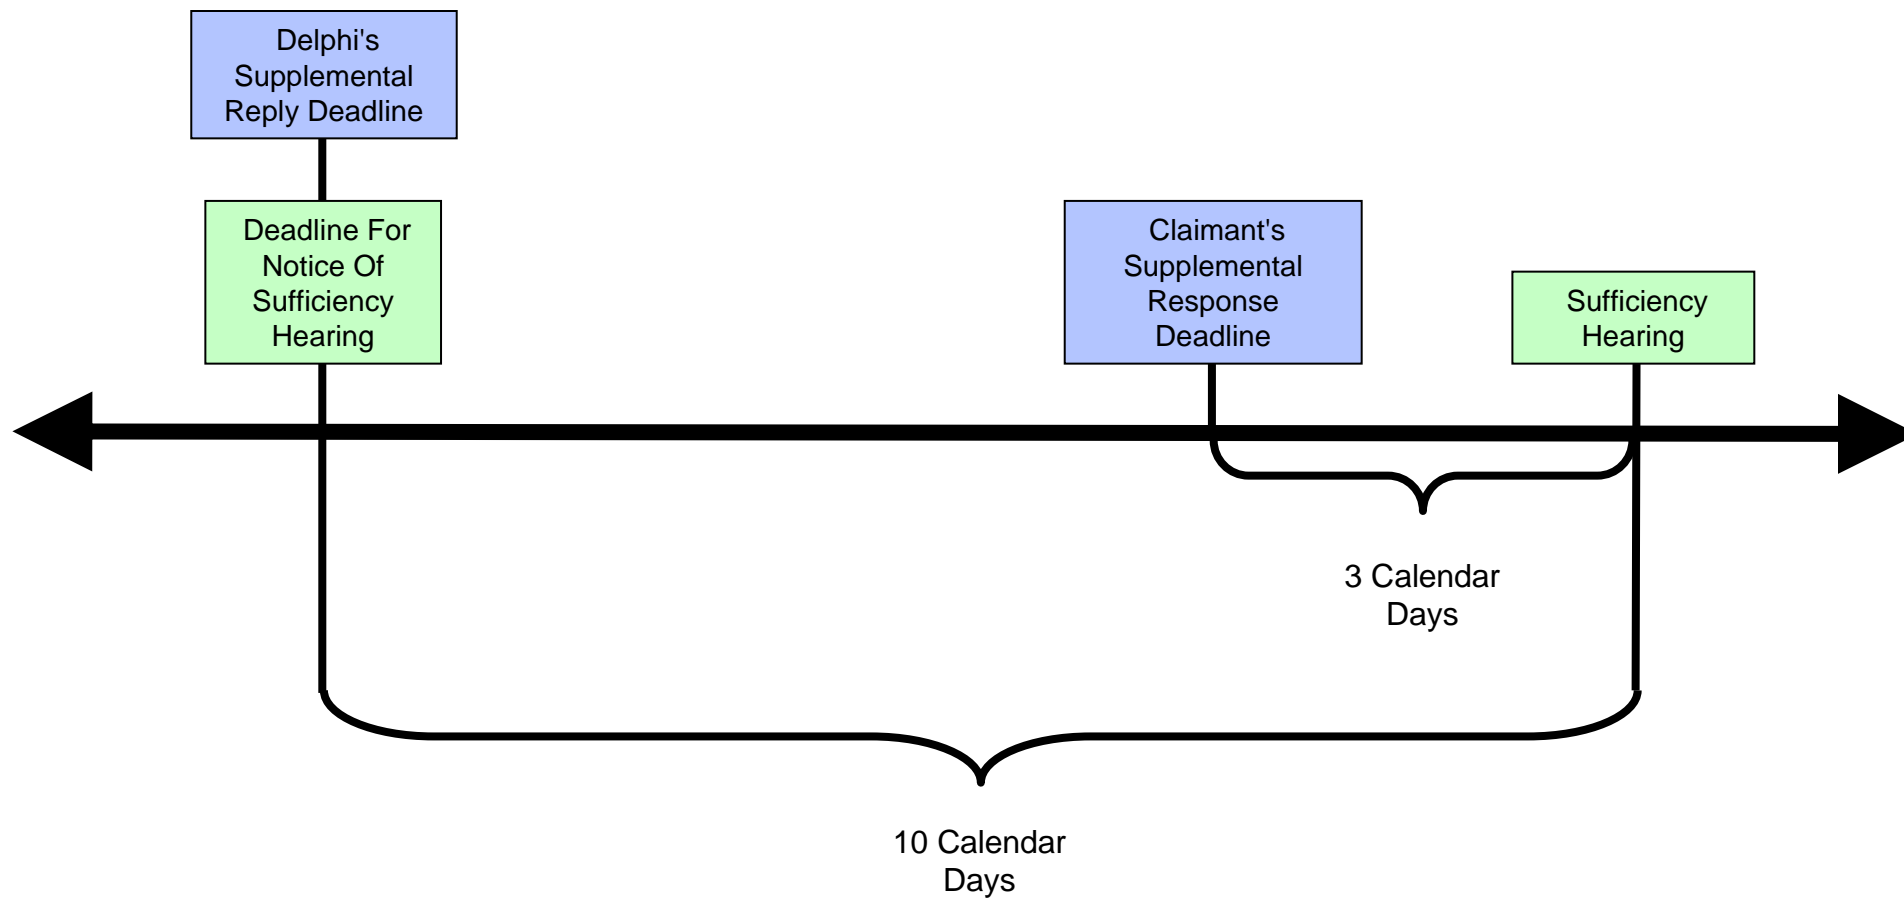 Delphi's
Supplemental
Reply Deadline
Deadline For
Notice Of
Sufficiency
Hearing
Claimant's
Supplemental
Response
Deadline
Sufficiency
Hearing
3 Calendar
Days
10 Calendar
Days